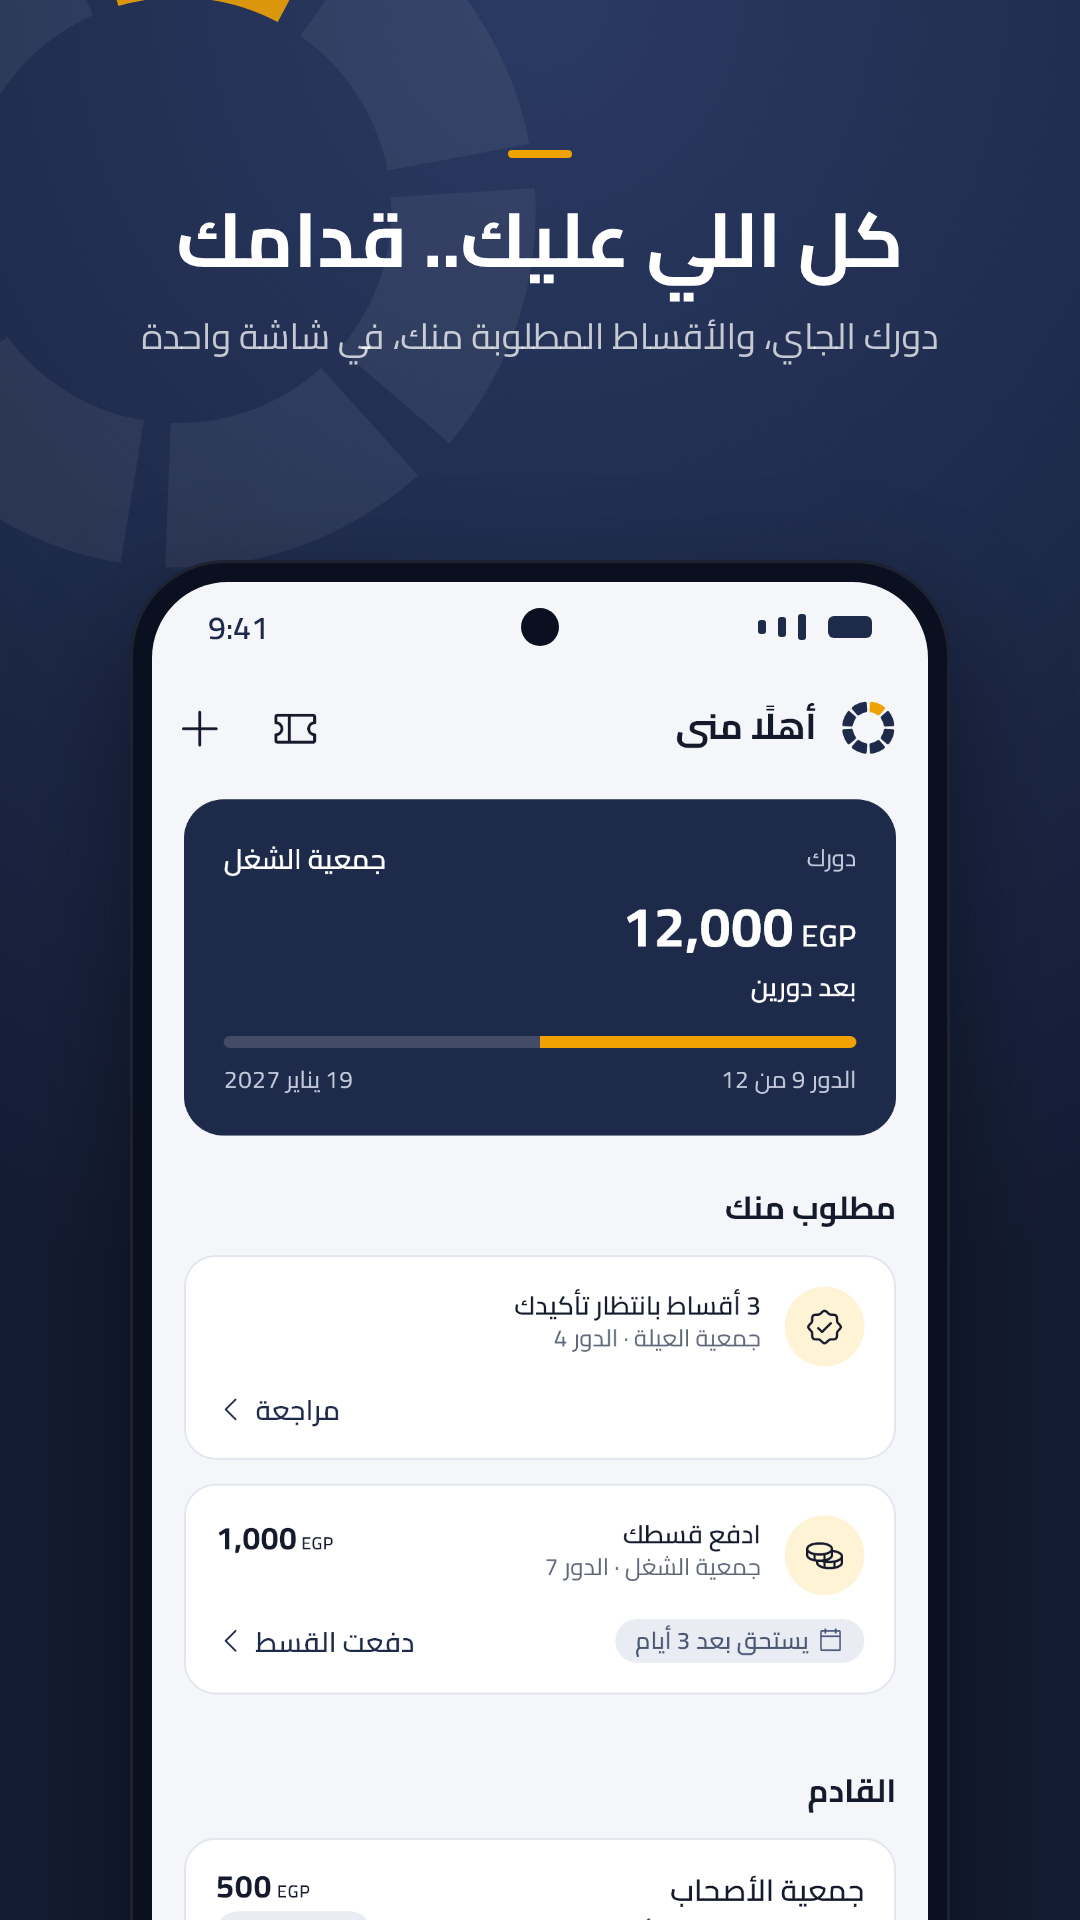 كل اللي عليك.. قدامك
دورك الجاي، والأقساط المطلوبة منك، في شاشة واحدة
9:41
أهلًا منى
دورك
جمعية الشغل
12,000 EGP
بعد دورين
الدور 9 من 12
19 يناير 2027
مطلوب منك
3 أقساط بانتظار تأكيدك
جمعية العيلة · الدور 4
مراجعة
ادفع قسطك
1,000 EGP
جمعية الشغل · الدور 7
يستحق بعد 3 أيام
دفعت القسط
القادم
جمعية الأصحاب
500 EGP